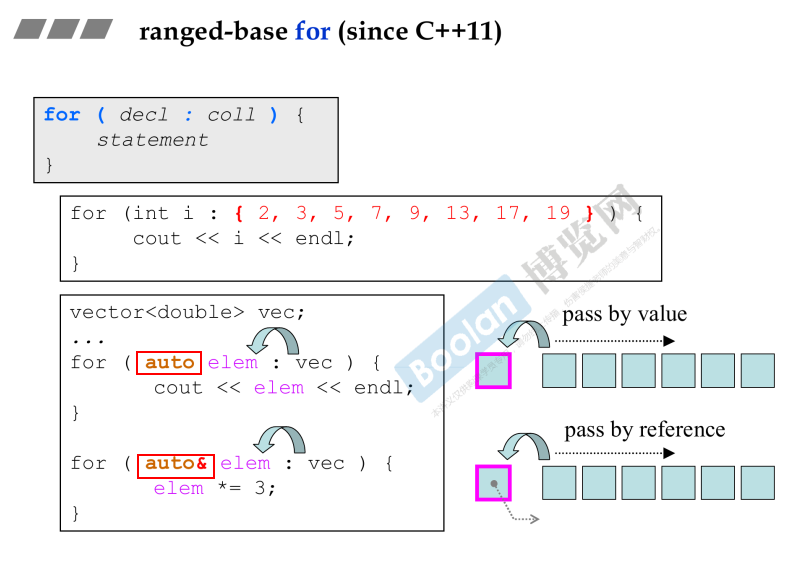 ranged-base for (since C++11)
for ( decl : coll ) {
statement
}
for (int i : { 2, 3, 5, 7, 9, 13, 17, 19 } ) {
cout << i << endl;
}
vector<double> vec;
...
for ( auto elem : vec ) {
cout << elem << endl;
}
for ( auto& elem : vec ) {
elem *= 3;
}
pass by value
pass by reference
Boolan 博览网